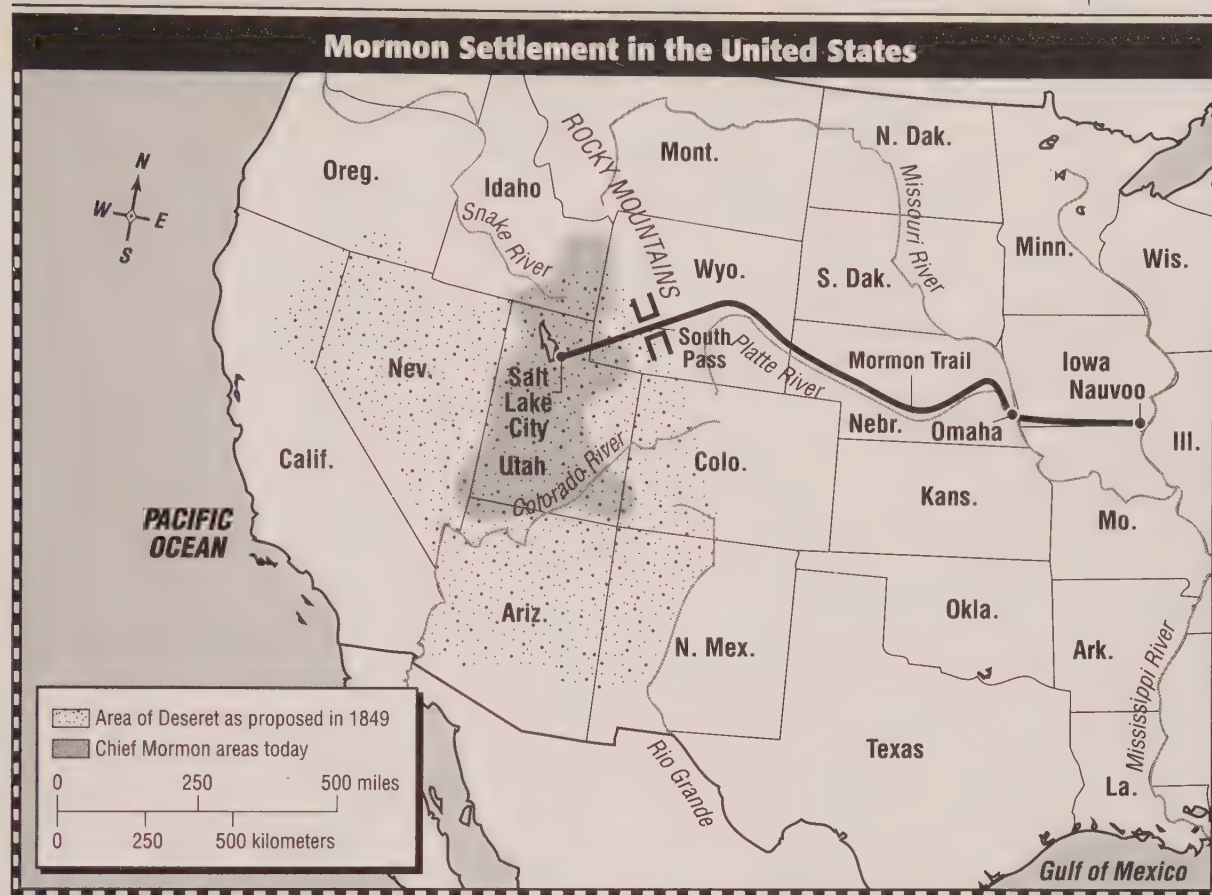 Mormon Settlement in the United States
N
W
E
S
Oreg.
Idaho
Snake River
ROCKY MOUNTAINS
Mont.
N. Dak.
Missouri River
Minn.
Wis.
Wyo.
S. Dak.
South
Pass
Platte River
Mormon Trail
Iowa
Nauvoo
Nev.
Salt
Lake
City
Utah
Nebr.
Omaha
Ill.
Calif.
Colorado River
Colo.
Kans.
Mo.
PACIFIC
OCEAN
Ariz.
N. Mex.
Okla.
Ark.
Mississippi River
Texas
La.
Rio Grande
Gulf of Mexico
Area of Deseret as proposed in 1849
Chief Mormon areas today
0 250 500 miles
0 250 500 kilometers